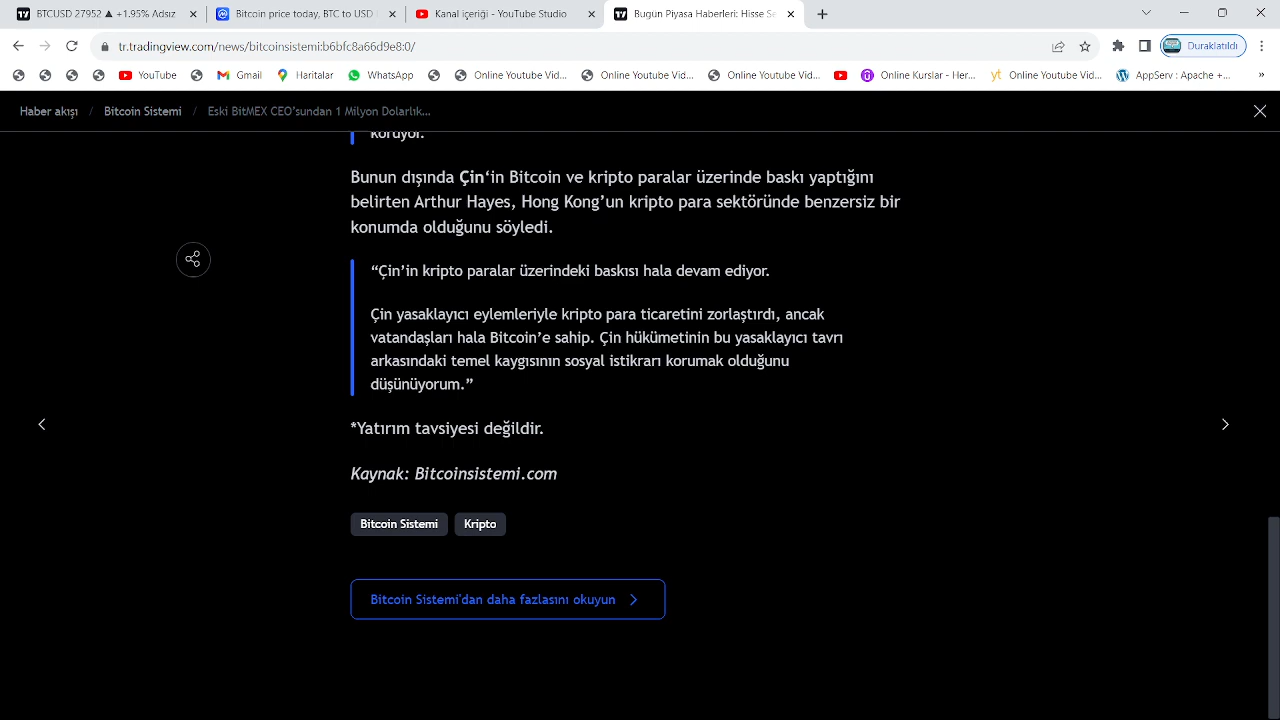 BTCUSD 27952 ▲ +1.95% Adsız
Bitcoin price today, BTC to USD
Kanal içeriği - YouTube Studio
Bugün Piyasa Haberleri: Hisse Se
tr.tradingview.com/news/bitcoinsistemi:b6bfc8a66d9e8:0/
Duraklatıldı
YouTube
Gmail
Haritalar
WhatsApp
Online Youtube Vid...
Online Youtube Vid...
Online Youtube Vid...
Online Kurslar - Her...
yt Online Youtube Vid...
AppServ : Apache +...
»
Haber akışı / Bitcoin Sistemi / Eski BitMEX CEO'sundan 1 Milyon Dolarlık...
koruyor.
Bunun dışında Çin‘in Bitcoin ve kripto paralar üzerinde baskı yaptığını
belirten Arthur Hayes, Hong Kong’un kripto para sektöründe benzersiz bir
konumda olduğunu söyledi.
“Çin’in kripto paralar üzerindeki baskısı hala devam ediyor.
Çin yasaklayıcı eylemleriyle kripto para ticaretini zorlaştırdı, ancak
vatandaşları hala Bitcoin’e sahip. Çin hükümetinin bu yasaklayıcı tavrı
arkasındaki temel kaygısının sosyal istikrarı korumak olduğunu
düşünüyorum.”
*Yatırım tavsiyesi değildir.
Kaynak: Bitcoinsistemi.com
Bitcoin Sistemi
Kripto
Bitcoin Sistemi'dan daha fazlasını okuyun